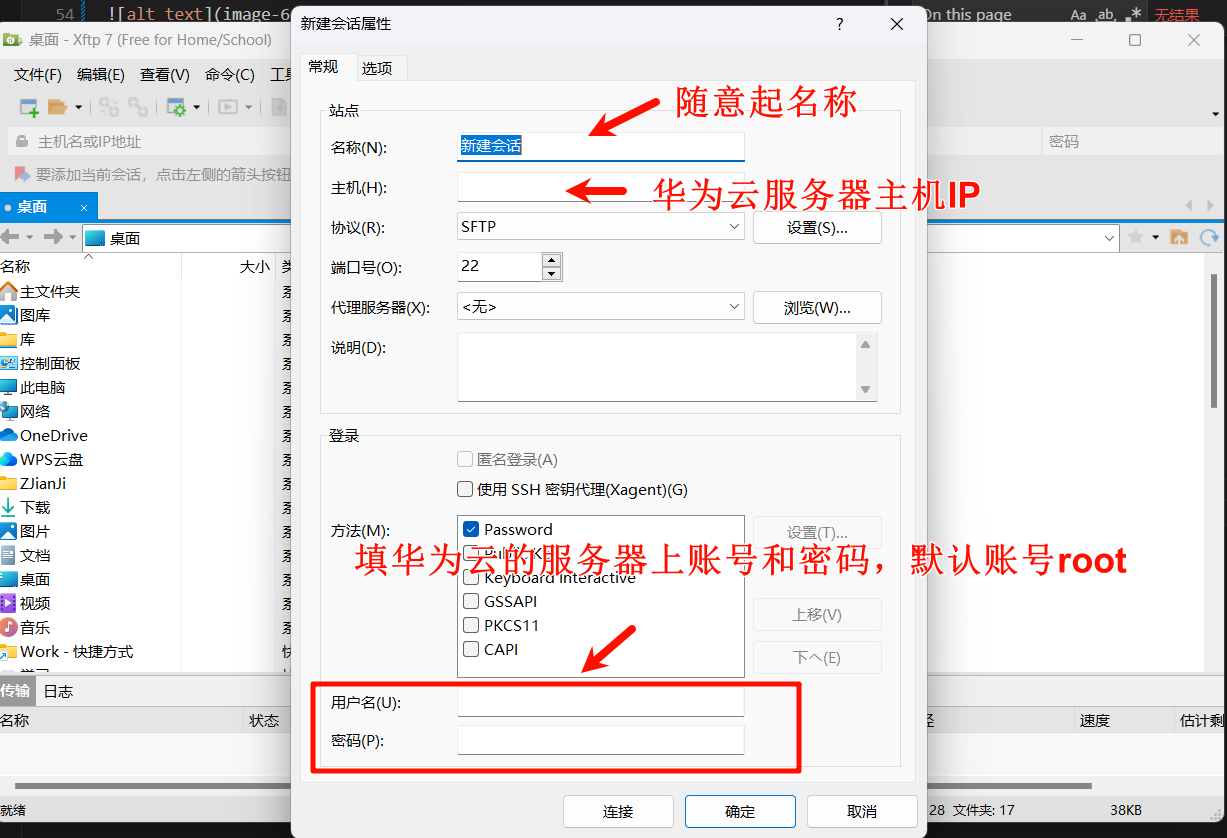 54 ![alt text](image-6
On this page
Aa ab, .* 无结果
桌面 - Xftp 7 (Free for Home/School)
新建会话属性 ?
文件(F) 编辑(E) 查看(V) 命令(C) 工具
常规 选项
主机名或IP地址
密码
要添加当前会话，点击左侧的箭头按钮
桌面 ×
桌面
名称 大小
主文件夹
图库
库
控制面板
此电脑
网络
OneDrive
WPS云盘
ZJianJi
下载
图片
文档
桌面
视频
音乐
Work - 快捷方式
站点
随意起名称
名称(N): 新建会话
主机(H):
华为云服务器主机IP
协议(R): SFTP 设置(S)...
端口号(O): 22
代理服务器(X): <无> 浏览(W)...
说明(D):
登录
匿名登录(A)
使用 SSH 密钥代理(Xagent)(G)
方法(M): Password 设置(T)...
填华为云的服务器上账号和密码，默认账号root
Keyboard Interactive
GSSAPI
PKCS11
CAPI
上移(V)
下へ(E)
用户名(U):
密码(P):
连接 确定 取消
传输 日志
名称 状态 速度 估计剩
就绪
28 文件夹: 17 38KB